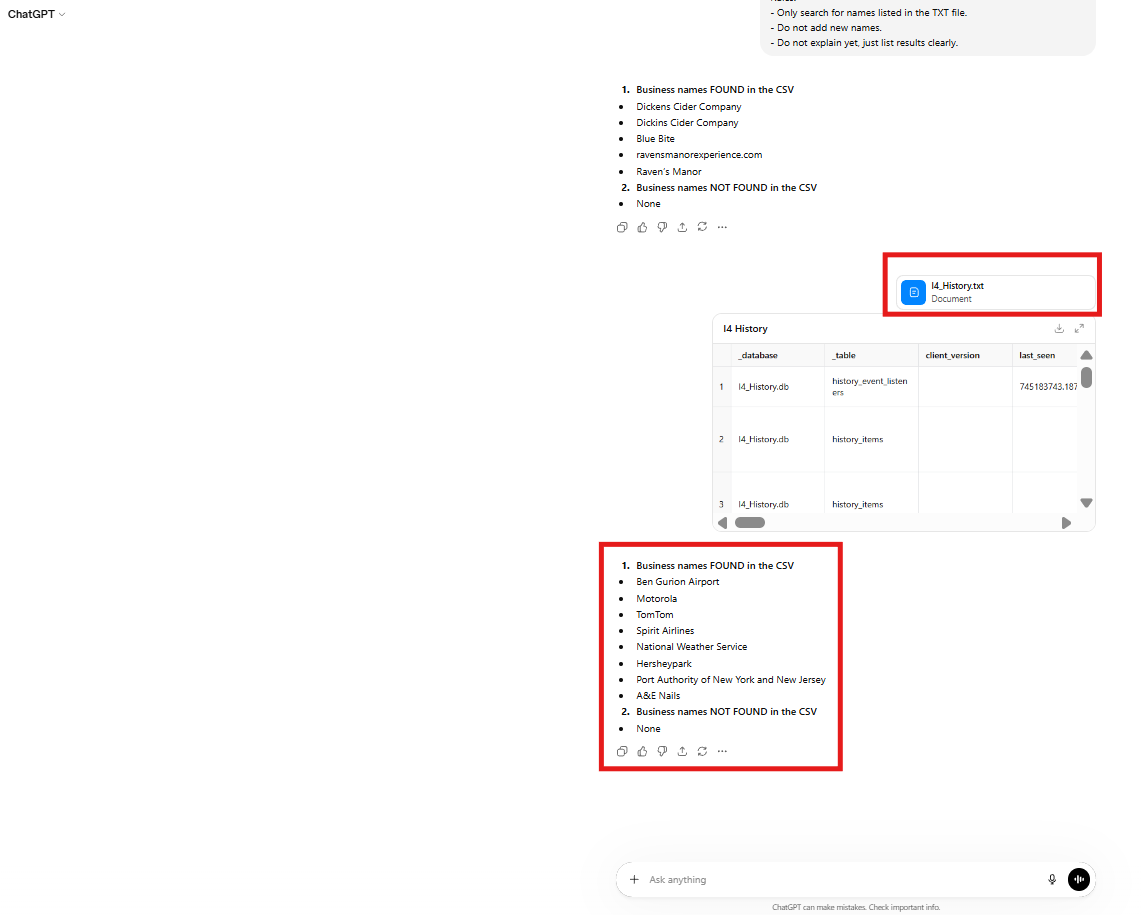 ChatGPT
- Only search for names listed in the TXT file.
- Do not add new names.
- Do not explain yet, just list results clearly.
1. Business names FOUND in the CSV
• Dickens Cider Company
• Dickins Cider Company
• Blue Bite
• ravensmanorexperience.com
• Raven's Manor
2. Business names NOT FOUND in the CSV
• None
I4_History.txt
Document
I4 History
_database _table client_version last_seen
1 I4_History.db history_event_listeners 745183743.187
2 I4_History.db history_items
3 I4_History.db history_items
1. Business names FOUND in the CSV
• Ben Gurion Airport
• Motorola
• TomTom
• Spirit Airlines
• National Weather Service
• Hersheypark
• Port Authority of New York and New Jersey
• A&E Nails
2. Business names NOT FOUND in the CSV
• None
Ask anything
ChatGPT can make mistakes. Check important info.